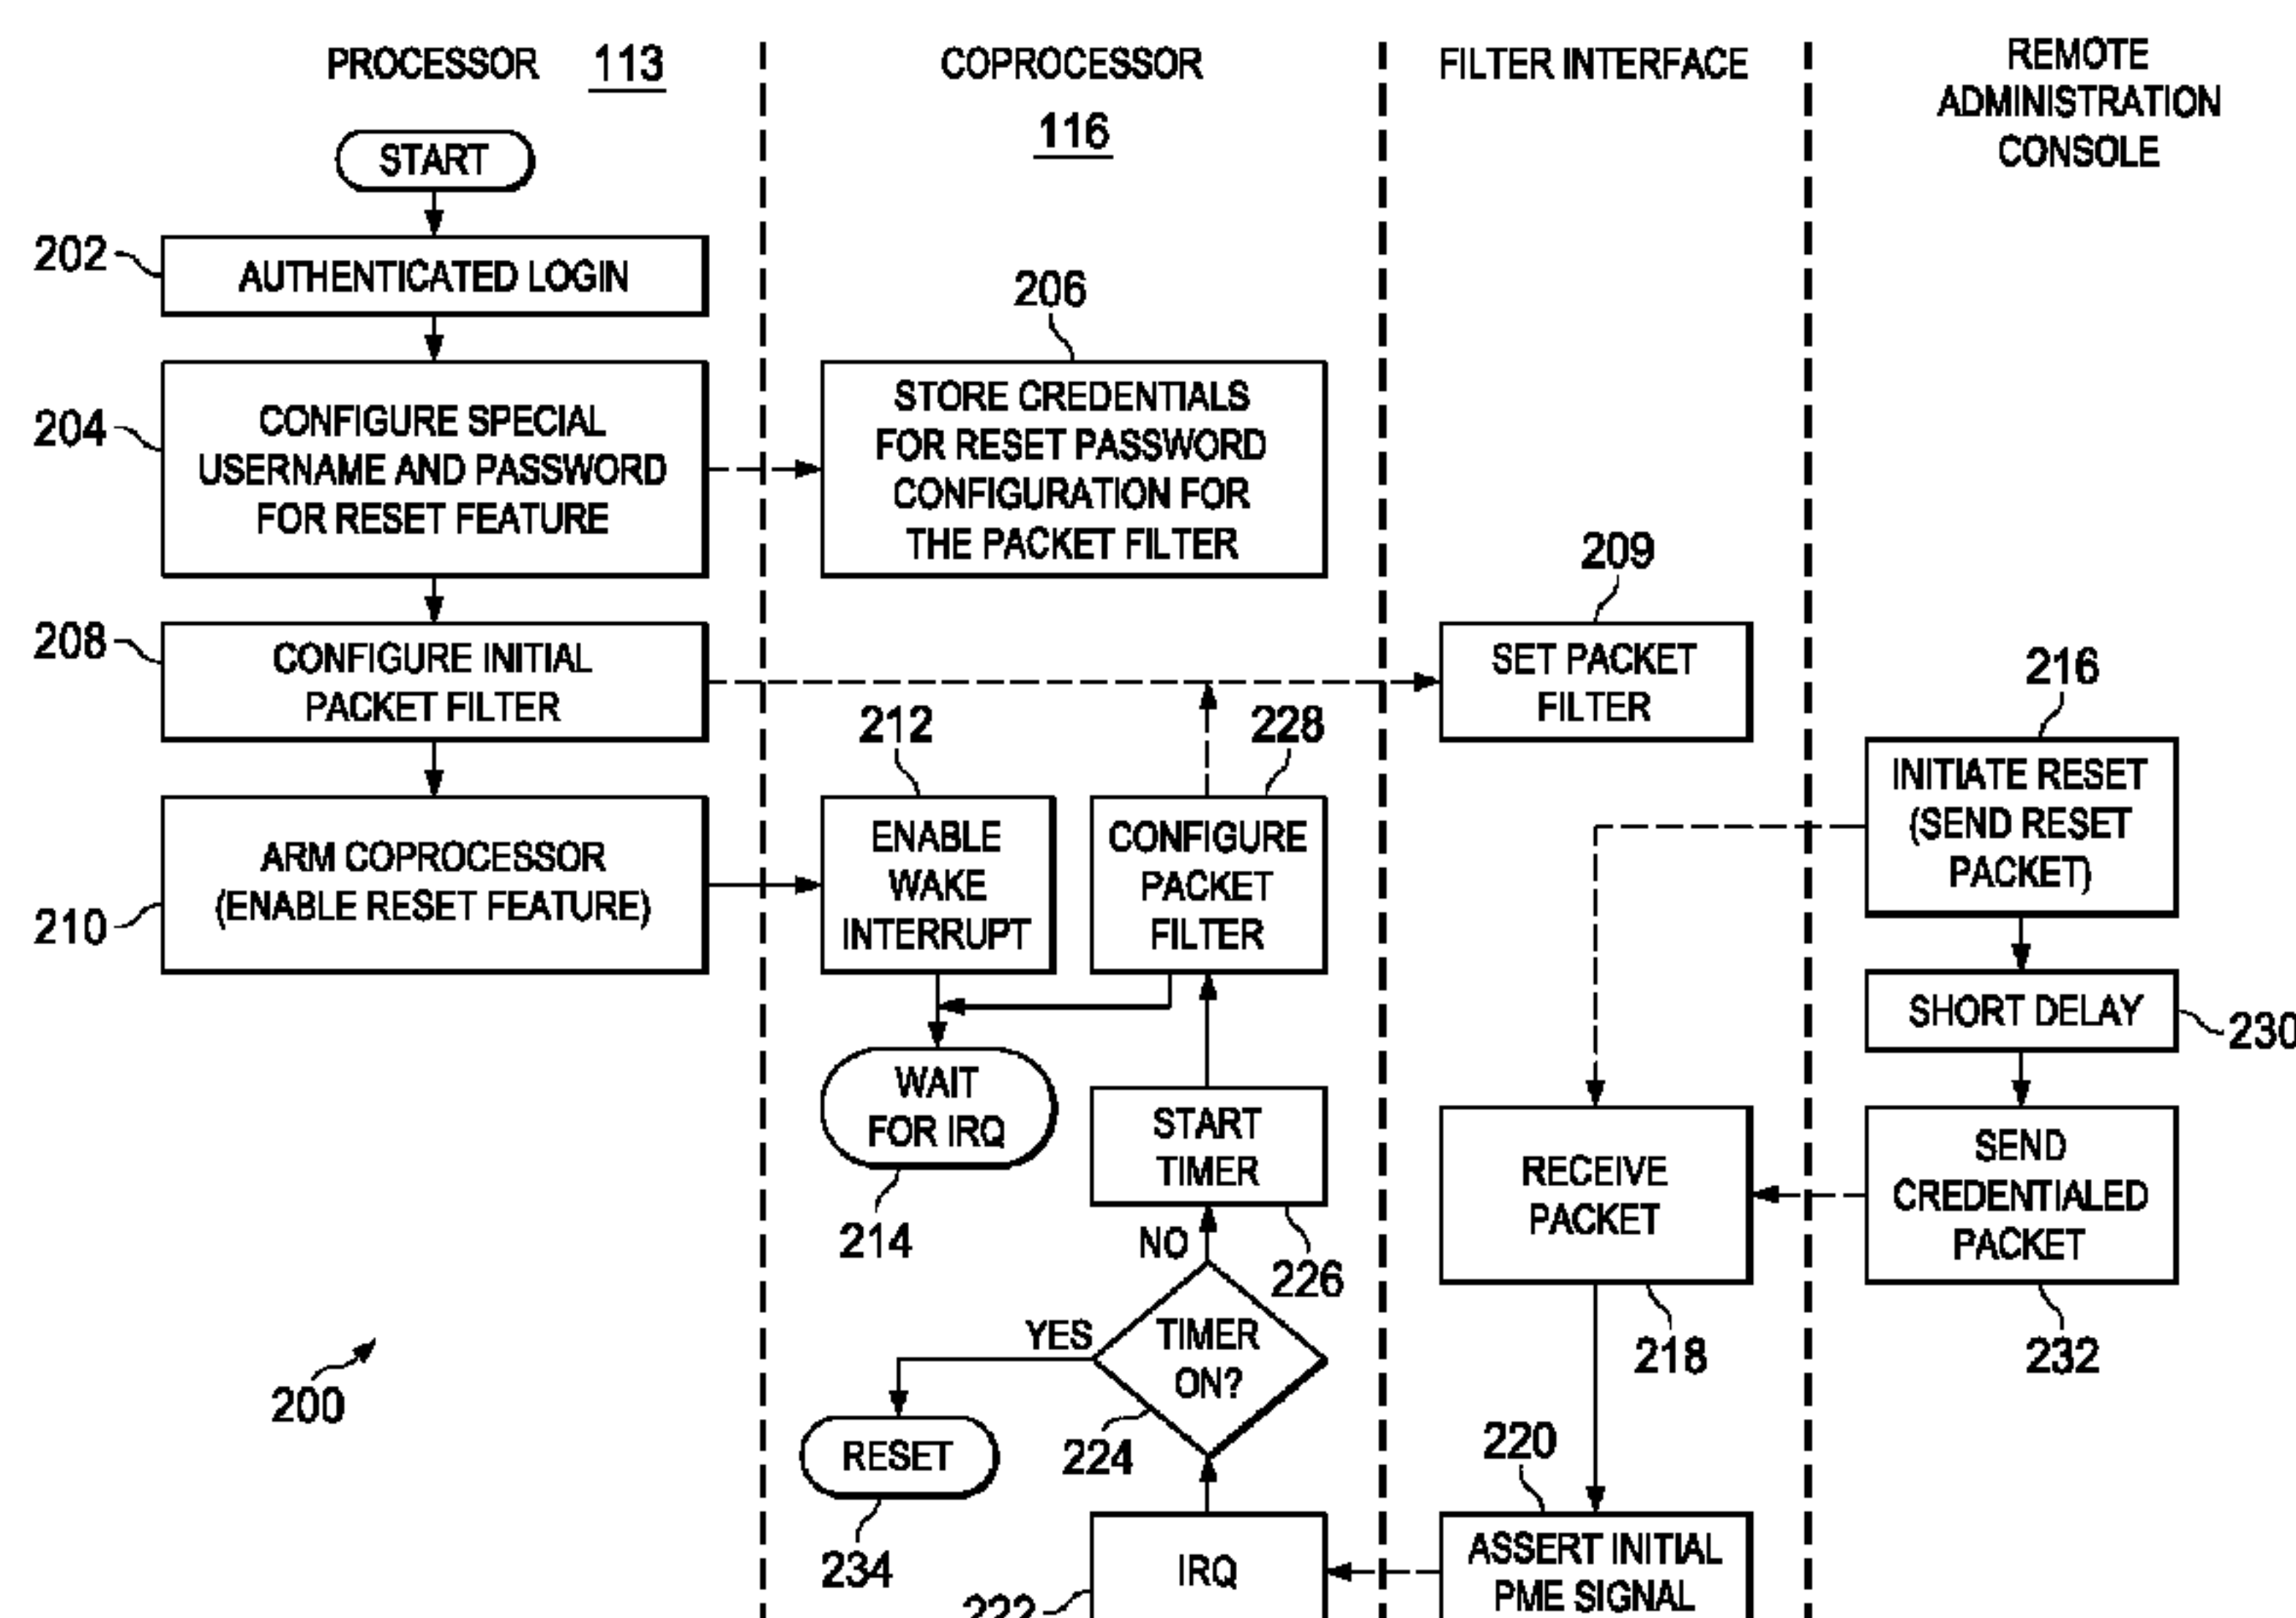 PROCESSOR 113
START
202
AUTHENTICATED LOGIN
204
CONFIGURE SPECIAL
USERNAME AND PASSWORD
FOR RESET FEATURE
208
CONFIGURE INITIAL
PACKET FILTER
210
ARM COPROCESSOR
(ENABLE RESET FEATURE)
200
COPROCESSOR
116
206
STORE CREDENTIALS
FOR RESET PASSWORD
CONFIGURATION FOR
THE PACKET FILTER
212
ENABLE
WAKE
INTERRUPT
228
CONFIGURE
PACKET
FILTER
WAIT
FOR IRQ
214
START
TIMER
226
NO
YES
TIMER
ON?
224
RESET
234
IRQ
222
FILTER INTERFACE
209
SET PACKET
FILTER
RECEIVE
PACKET
218
220
ASSERT INITIAL
PME SIGNAL
REMOTE
ADMINISTRATION
CONSOLE
216
INITIATE RESET
(SEND RESET
PACKET)
SHORT DELAY
230
SEND
CREDENTIALED
PACKET
232